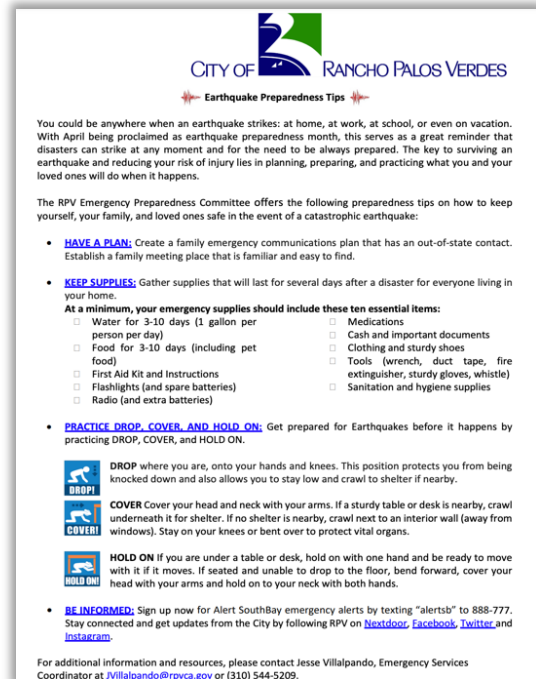 CITY OF RANCHO PALOS VERDES
Earthquake Preparedness Tips
You could be anywhere when an earthquake strikes: at home, at work, at school, or even on vacation.
With April being proclaimed as earthquake preparedness month, this serves as a great reminder that
disasters can strike at any moment and for the need to be always prepared. The key to surviving an
earthquake and reducing your risk of injury lies in planning, preparing, and practicing what you and your
loved ones will do when it happens.
The RPV Emergency Preparedness Committee offers the following preparedness tips on how to keep
yourself, your family, and loved ones safe in the event of a catastrophic earthquake:
• HAVE A PLAN: Create a family emergency communications plan that has an out-of-state contact.
Establish a family meeting place that is familiar and easy to find.
• KEEP SUPPLIES: Gather supplies that will last for several days after a disaster for everyone living in
your home.
At a minimum, your emergency supplies should include these ten essential items:
□ Water for 3-10 days (1 gallon per
person per day)
□ Food for 3-10 days (including pet
food)
□ First Aid Kit and Instructions
□ Flashlights (and spare batteries)
□ Radio (and extra batteries)
□ Medications
□ Cash and important documents
□ Clothing and sturdy shoes
□ Tools (wrench, duct tape, fire
extinguisher, sturdy gloves, whistle)
□ Sanitation and hygiene supplies
• PRACTICE DROP, COVER, AND HOLD ON: Get prepared for Earthquakes before it happens by
practicing DROP, COVER, and HOLD ON.
DROP!
DROP where you are, onto your hands and knees. This position protects you from being
knocked down and also allows you to stay low and crawl to shelter if nearby.
COVER!
COVER Cover your head and neck with your arms. If a sturdy table or desk is nearby, crawl
underneath it for shelter. If no shelter is nearby, crawl next to an interior wall (away from
windows). Stay on your knees or bent over to protect vital organs.
HOLD ON!
HOLD ON If you are under a table or desk, hold on with one hand and be ready to move
with it if it moves. If seated and unable to drop to the floor, bend forward, cover your
head with your arms and hold on to your neck with both hands.
• BE INFORMED: Sign up now for Alert SouthBay emergency alerts by texting “alertsb” to 888-777.
Stay connected and get updates from the City by following RPV on Nextdoor, Facebook, Twitter and
Instagram.
For additional information and resources, please contact Jesse Villalpando, Emergency Services
Coordinator at JVillalpando@rpvca.gov or (310) 544-5209.